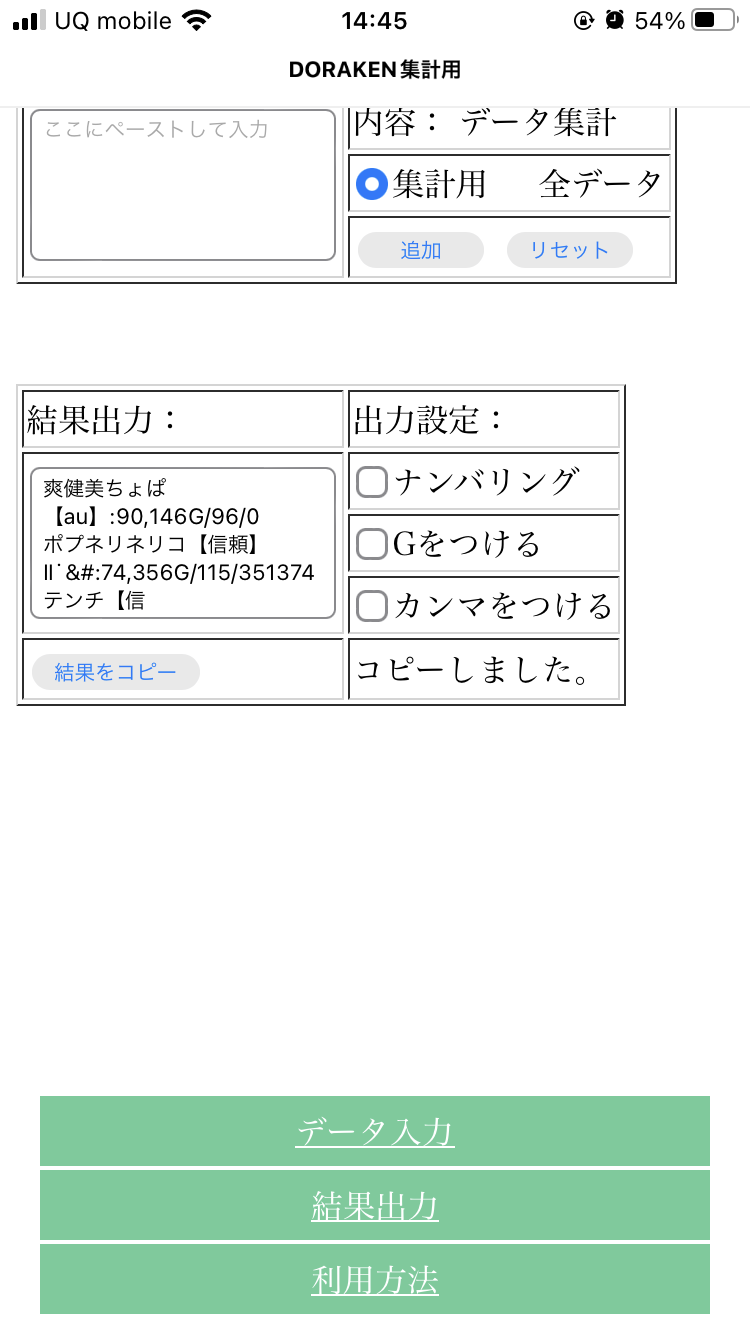 UQ mobile 14:45 54%
DORAKEN集計用
ここにペーストして入力
内容： データ集計
集計用 全データ
追加 リセット
結果出力：
出力設定：
爽健美ちょぱ
【au】:90,146G/96/0
ポプネリネリコ【信頼】
ll˙&#:74,356G/115/351374
テンチ【信
ナンバリング
Gをつける
カンマをつける
結果をコピー
コピーしました。
データ入力
結果出力
利用方法